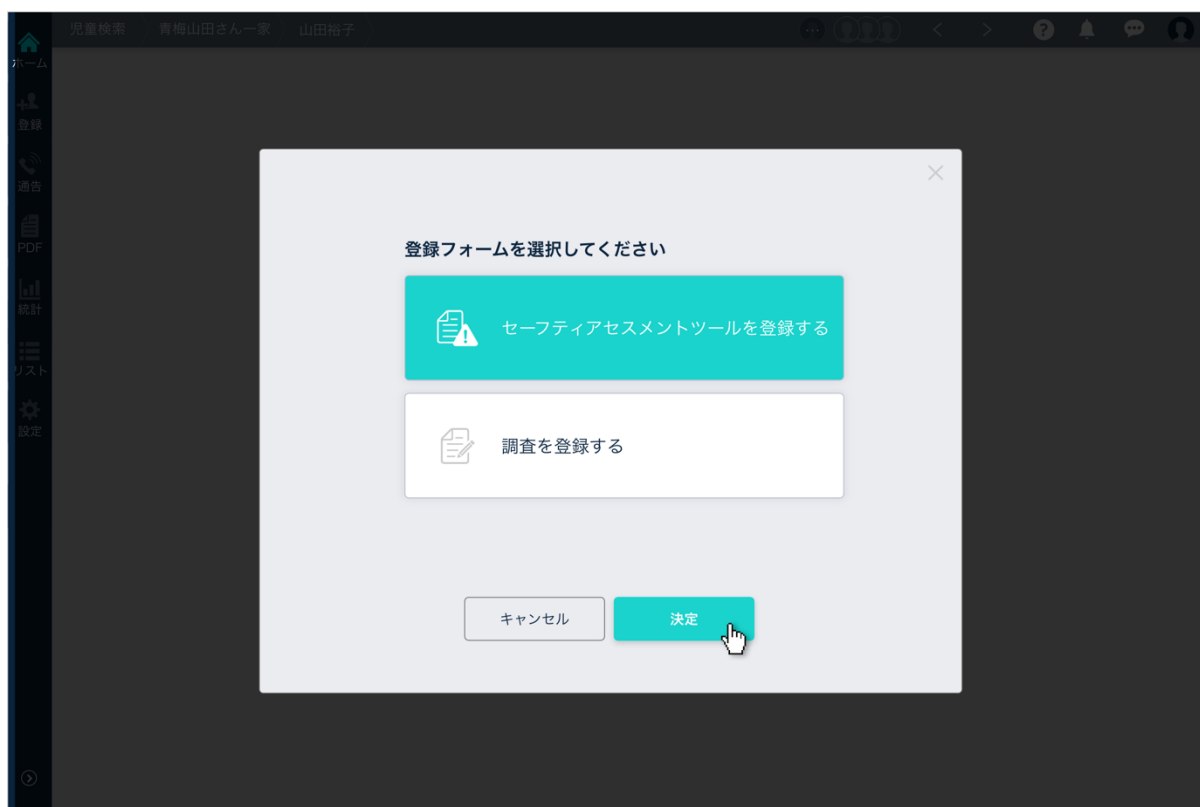 児童検索 青梅山田さん一家 山田裕子
ホーム
登録
通告
PDF
統計
リスト
設定
登録フォームを選択してください
セーフティアセスメントツールを登録する
調査を登録する
キャンセル 決定